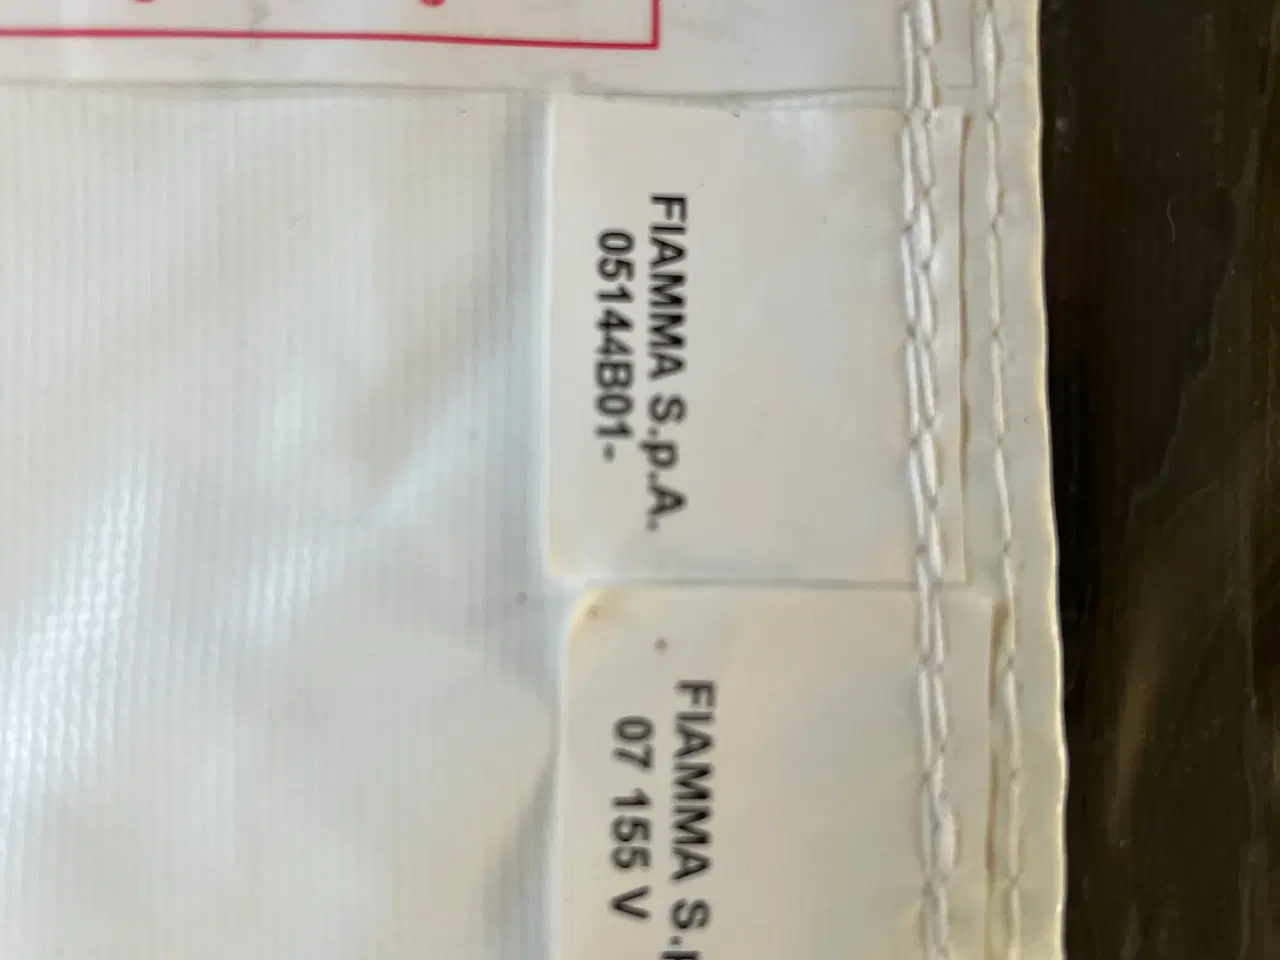 FIAMMA S.p.A.
05144B01-
FIAMMA S.
07 155 V